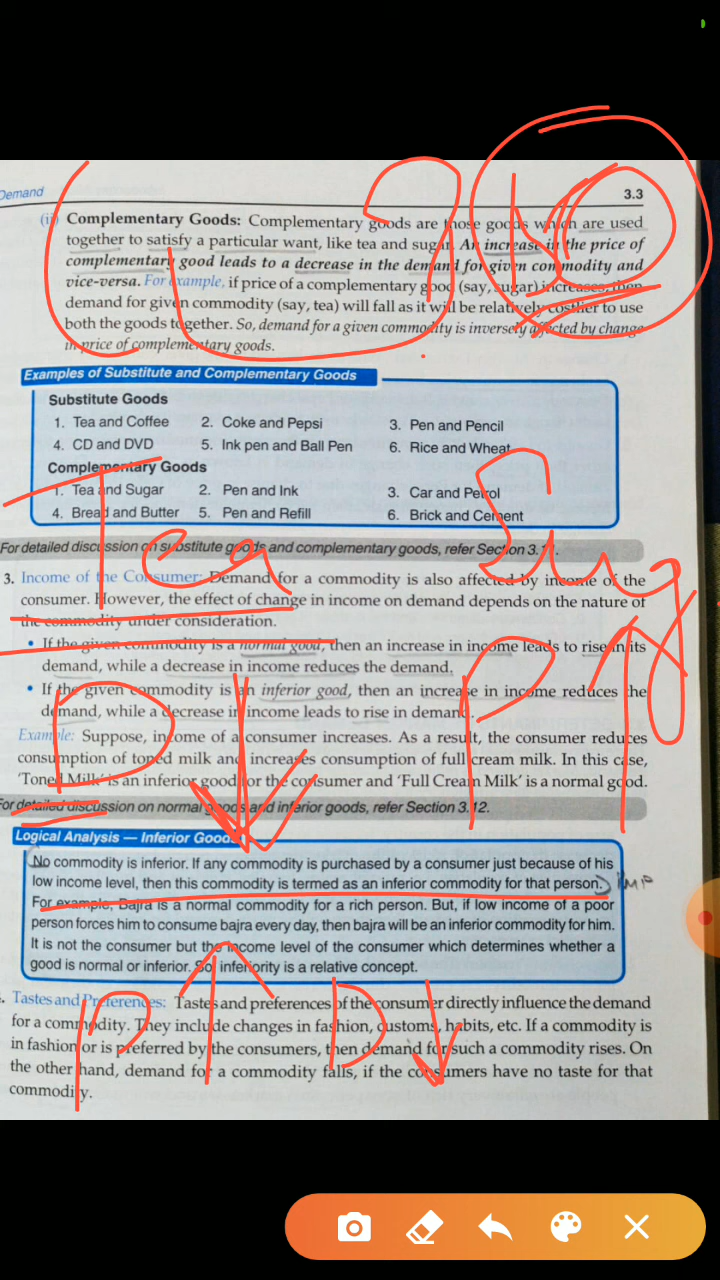 Demand
3.3
(ii) Complementary Goods: Complementary goods are those goods which are used
together to satisfy a particular want, like tea and sugar. An increase in the price of
complementary good leads to a decrease in the demand for given commodity and
vice-versa. For example, if price of a complementary good (say, sugar) increases, then
demand for given commodity (say, tea) will fall as it will be relatively costlier to use
both the goods together. So, demand for a given commodity is inversely affected by change
in price of complementary goods.
Examples of Substitute and Complementary Goods
Substitute Goods
1. Tea and Coffee 2. Coke and Pepsi 3. Pen and Pencil
4. CD and DVD 5. Ink pen and Ball Pen 6. Rice and Wheat
Complementary Goods
1. Tea and Sugar 2. Pen and Ink 3. Car and Petrol
4. Bread and Butter 5. Pen and Refill 6. Brick and Cement
Tea Sug
For detailed discussion on substitute goods and complementary goods, refer Section 3.
3. Income of the Consumer: Demand for a commodity is also affected by income of the
consumer. However, the effect of change in income on demand depends on the nature of
the commodity under consideration.
• If the given commodity is a normal good, then an increase in income leads to rise in its
demand, while a decrease in income reduces the demand.
• If the given commodity is an inferior good, then an increase in income reduces the
demand, while a decrease in income leads to rise in demand.
D↓ P↑
Example: Suppose, income of a consumer increases. As a result, the consumer reduces
consumption of toned milk and increases consumption of full cream milk. In this case,
'Toned Milk' is an inferior good for the consumer and 'Full Cream Milk' is a normal good.
For detailed discussion on normal goods and inferior goods, refer Section 3.12.
Logical Analysis — Inferior Goods
No commodity is inferior. If any commodity is purchased by a consumer just because of his
low income level, then this commodity is termed as an inferior commodity for that person. IMP
For example, Bajra is a normal commodity for a rich person. But, if low income of a poor
person forces him to consume bajra every day, then bajra will be an inferior commodity for him.
It is not the consumer but the income level of the consumer which determines whether a
good is normal or inferior. So, inferiority is a relative concept.
P↑ D↓
. Tastes and Preferences: Tastes and preferences of the consumer directly influence the demand
for a commodity. They include changes in fashion, customs, habits, etc. If a commodity is
in fashion or is preferred by the consumers, then demand for such a commodity rises. On
the other hand, demand for a commodity falls, if the consumers have no taste for that
commodity.